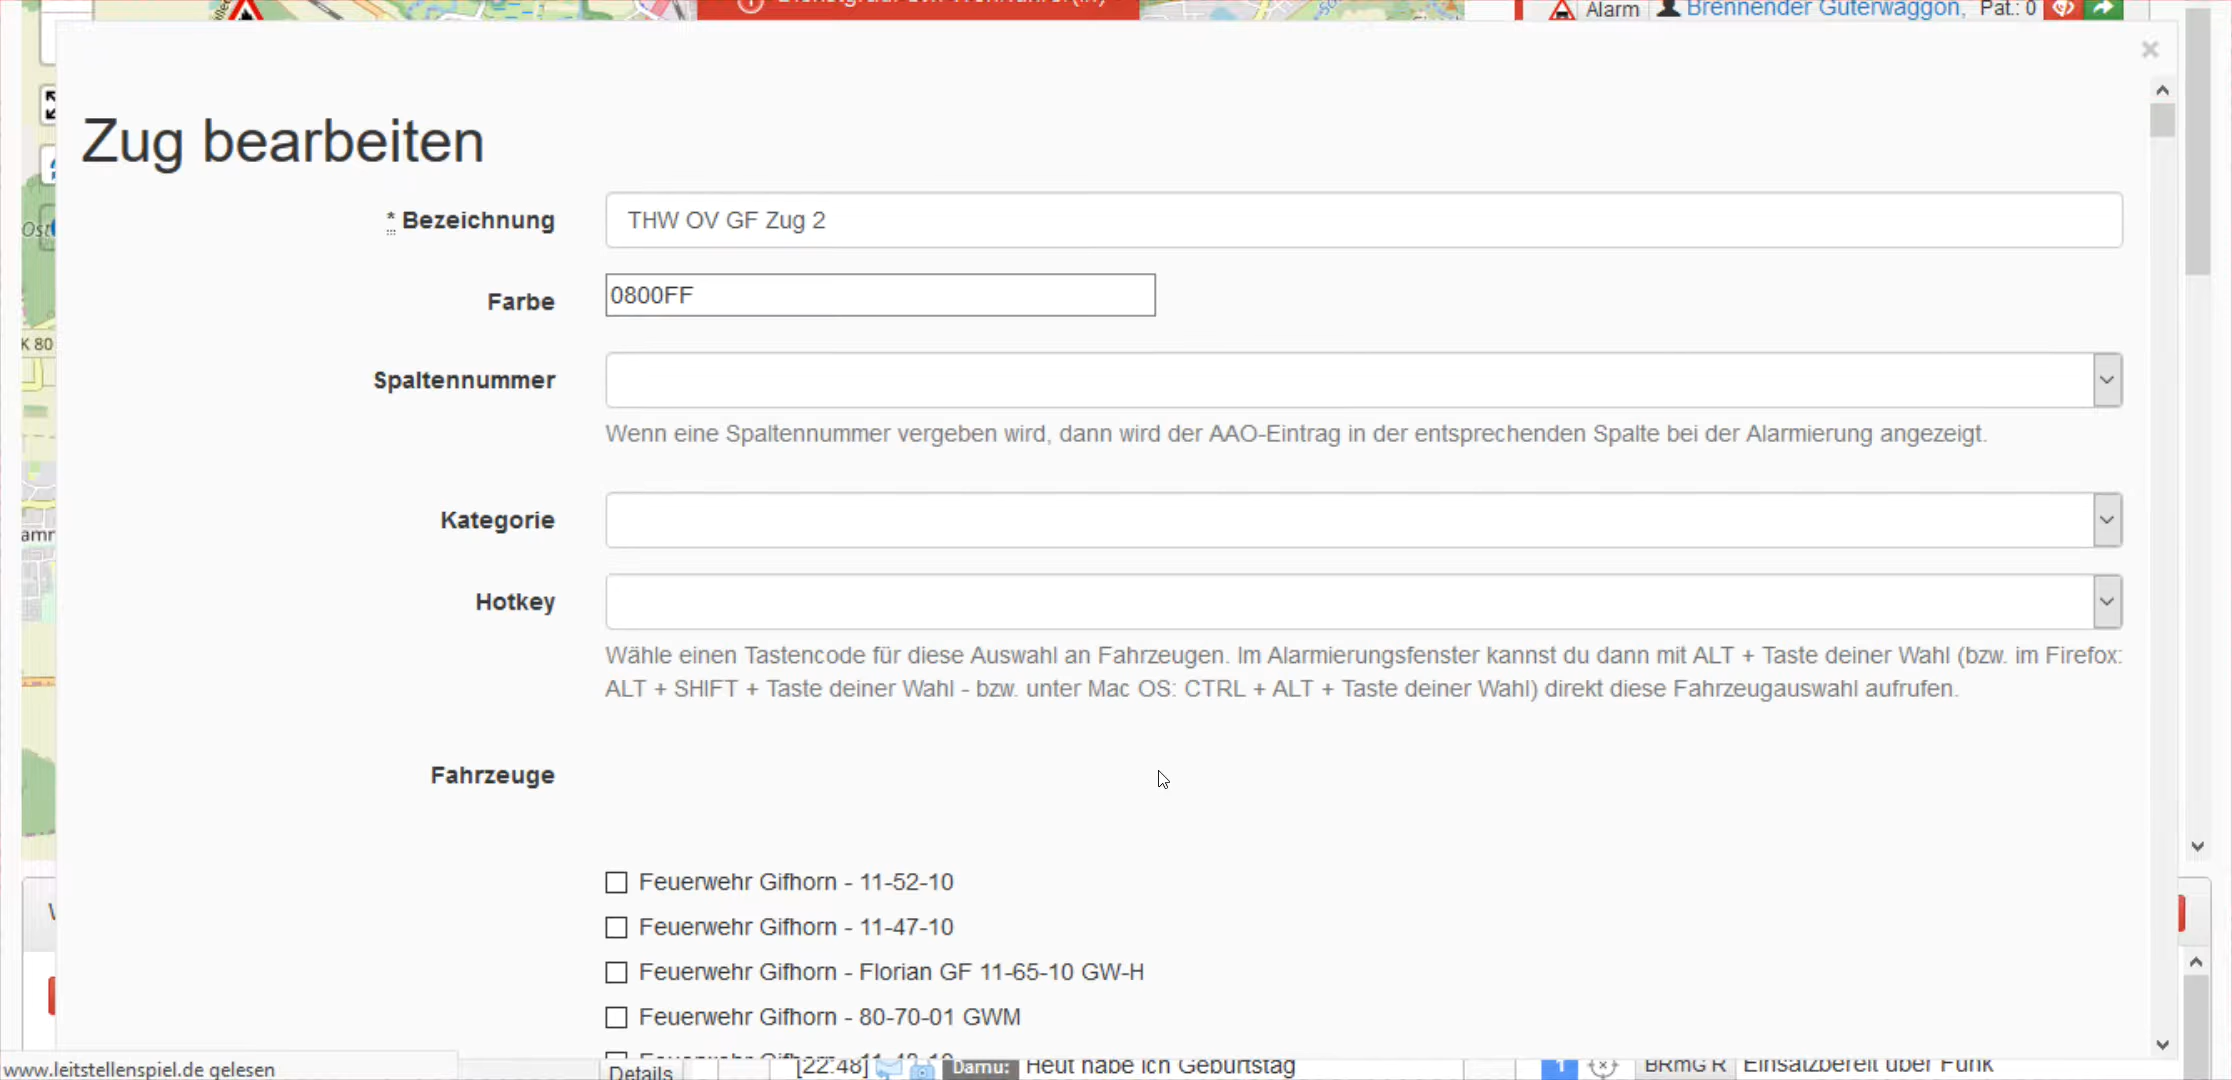 Alarm Brennender Güterwaggon, Pat.: 0
Zug bearbeiten
* Bezeichnung THW OV GF Zug 2
Farbe 0800FF
Ost
K 80
Spaltennummer
Wenn eine Spaltennummer vergeben wird, dann wird der AAO-Eintrag in der entsprechenden Spalte bei der Alarmierung angezeigt.
Kategorie
Hotkey
Wähle einen Tastencode für diese Auswahl an Fahrzeugen. Im Alarmierungsfenster kannst du dann mit ALT + Taste deiner Wahl (bzw. im Firefox:
ALT + SHIFT + Taste deiner Wahl - bzw. unter Mac OS: CTRL + ALT + Taste deiner Wahl) direkt diese Fahrzeugauswahl aufrufen.
Fahrzeuge
Feuerwehr Gifhorn - 11-52-10
Feuerwehr Gifhorn - 11-47-10
Feuerwehr Gifhorn - Florian GF 11-65-10 GW-H
Feuerwehr Gifhorn - 80-70-01 GWM
www.leitstellenspiel.de gelesen
Details [22:48] Damu: Heut habe ich Geburtstag
1 BRmG R Einsatzbereit über Funk